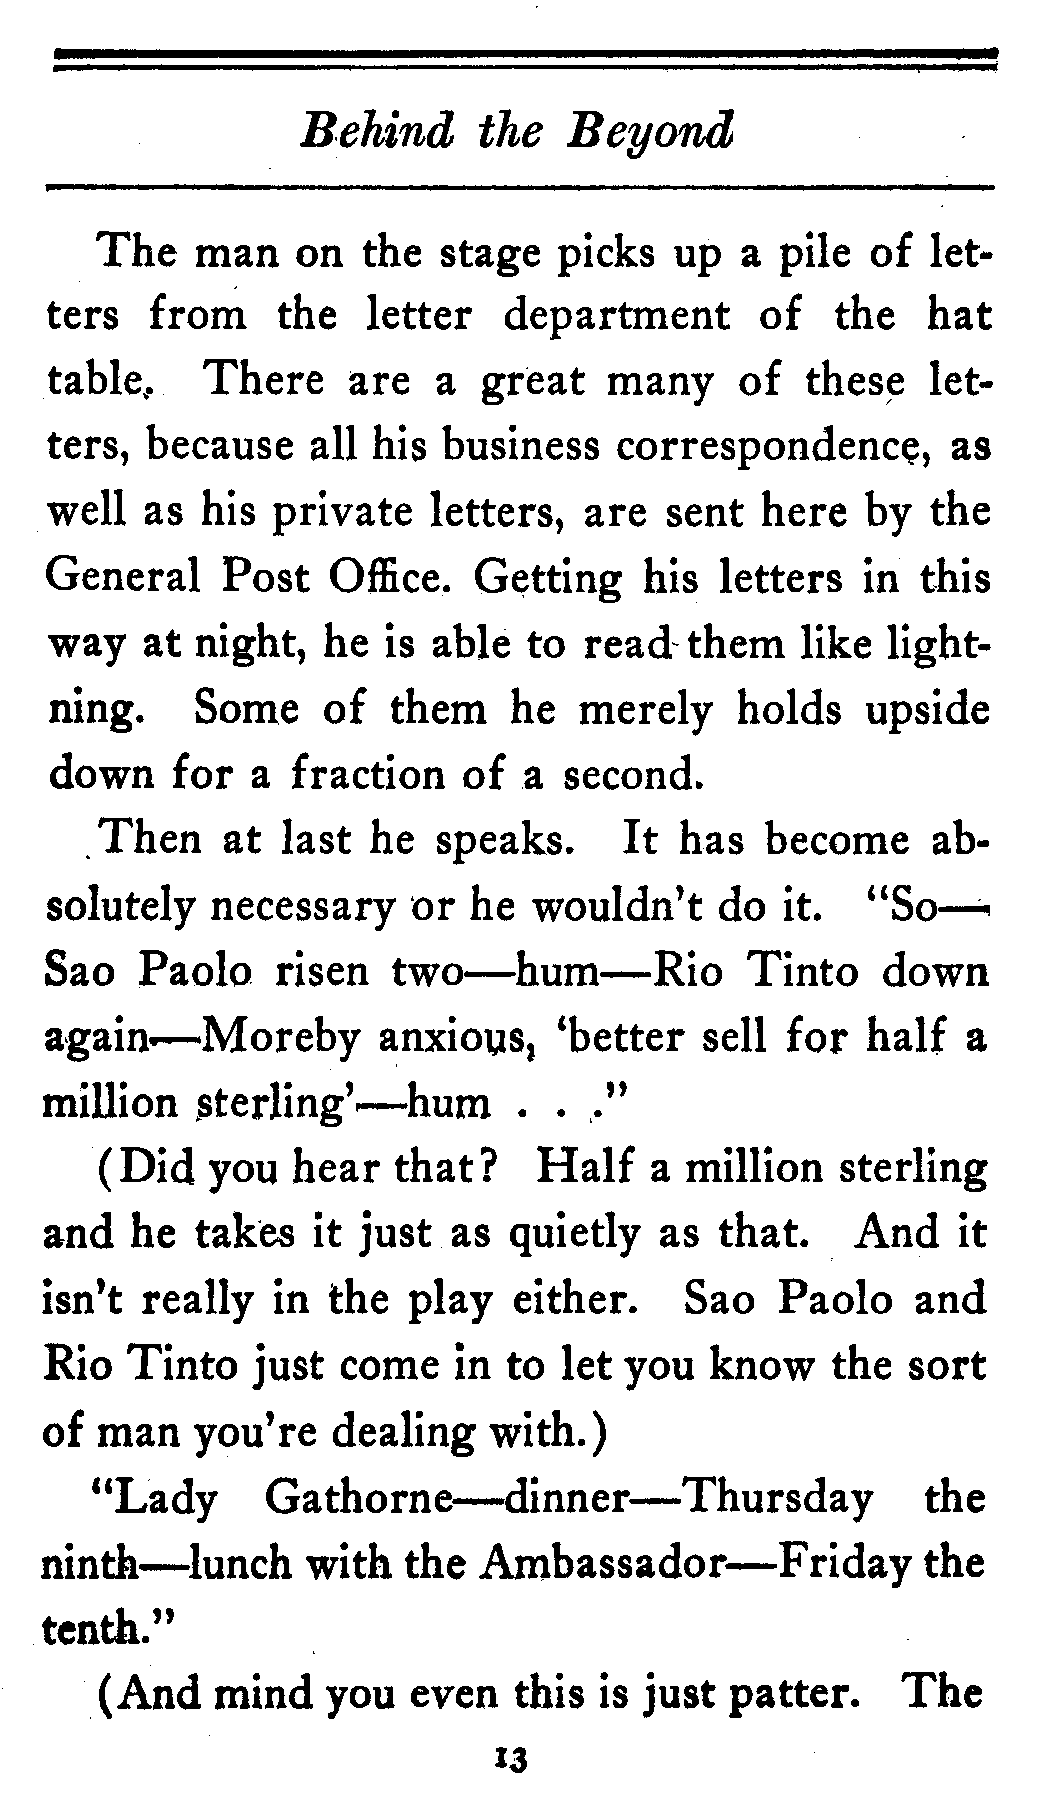 Behind the Beyond
The man on the stage picks up a pile of let-
ters from the letter department of the hat
table. There are a great many of these let-
ters, because all his business correspondence, as
well as his private letters, are sent here by the
General Post Office. Getting his letters in this
way at night, he is able to read them like light-
ning. Some of them he merely holds upside
down for a fraction of a second.
Then at last he speaks. It has become ab-
solutely necessary or he wouldn't do it. "So—
Sao Paolo risen two—hum—Rio Tinto down
again—Moreby anxious, 'better sell for half a
million sterling'—hum . . ."
(Did you hear that? Half a million sterling
and he takes it just as quietly as that. And it
isn't really in the play either. Sao Paolo and
Rio Tinto just come in to let you know the sort
of man you're dealing with.)
"Lady Gathorne—dinner—Thursday the
ninth—lunch with the Ambassador—Friday the
tenth."
(And mind you even this is just patter. The
13